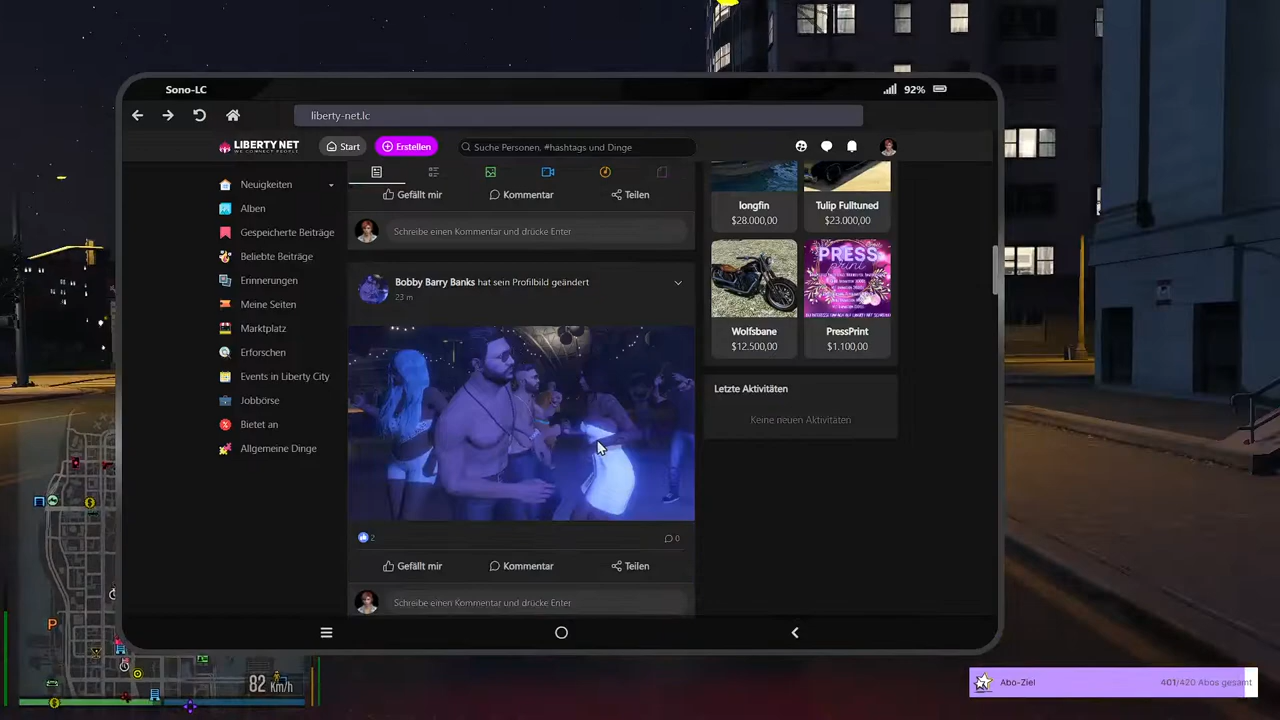 Sono-LC
92%
liberty-net.lc
LIBERTY NET
WE CONNECT PEOPLE
Start
Erstellen
Suche Personen, #hashtags und Dinge
Neuigkeiten
Alben
Gespeicherte Beiträge
Beliebte Beiträge
Ennnerungen
Meine Seiten
Marktplatz
Erforschen
Events in Liberty City
Jobbörse
Bietet an
Allgemeine Dinge
Gefällt mir
Kommentar
Teilen
Schreibe einen Kommentar und drücke Enter
Bobby Barry Banks hat sein Profilbild geändert
23 m
2
0
Gefällt mir
Kommentar
Teilen
Schreibe einen Kommentar und drücke Enter
longfin
$28.000,00
Tulip Fulltuned
$23.000,00
PRESS
print
Wolfsbane
$12.500,00
PressPrint
$1.100,00
Letzte Aktivitäten
Keine neuen Aktivitäten
P
82 Km/h
Abo-Ziel
401/420 Abos gesamt